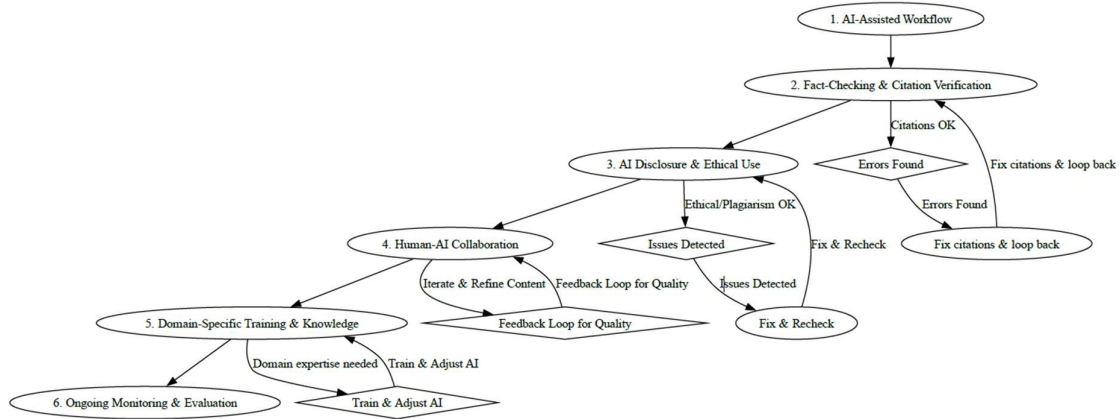 1. AI-Assisted Workflow
2. Fact-Checking & Citation Verification
Citations OK
3. AI Disclosure & Ethical Use
Errors Found
Fix citations & loop back
Ethical/Plagiarism OK
Errors Found
4. Human-AI Collaboration
Issues Detected
Fix & Recheck
Fix citations & loop back
Iterate & Refine Content
Feedback Loop for Quality
Issues Detected
5. Domain-Specific Training & Knowledge
Feedback Loop for Quality
Fix & Recheck
Domain expertise needed
Train & Adjust AI
6. Ongoing Monitoring & Evaluation
Train & Adjust AI